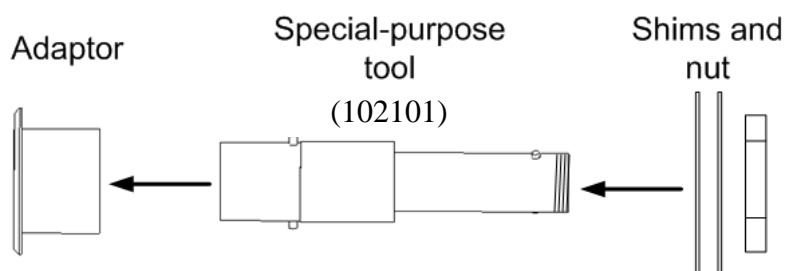 Adaptor
Special-purpose
tool
(102101)
Shims and
nut